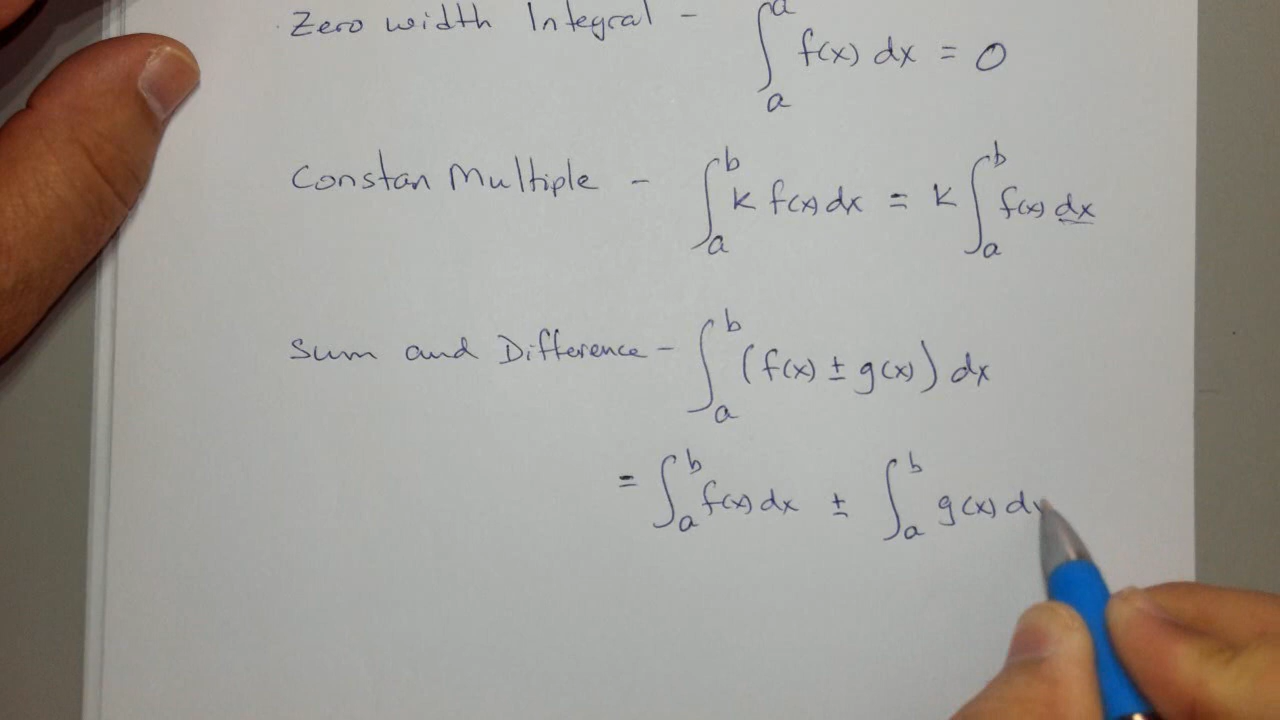 Zero width Integral - ∫_a^a f(x) dx = 0
Constan Multiple - ∫_a^b k f(x) dx = k ∫_a^b f(x) dx
Sum and Difference - ∫_a^b (f(x) ± g(x)) dx
= ∫_a^b f(x) dx ± ∫_a^b g(x) dx